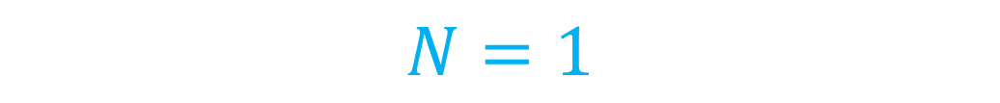 N = 1